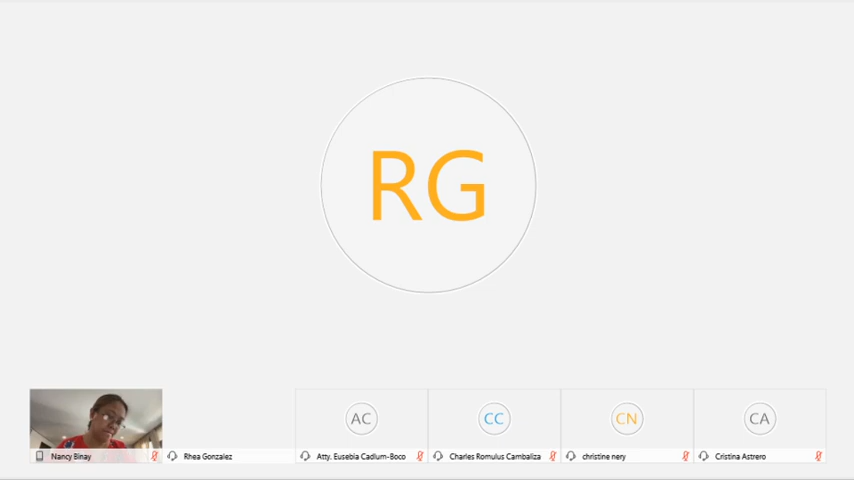 RG
AC
CC
CN
CA
Nancy Binay
Rhea Gonzalez
Atty. Eusebia Cadlum-Boco
Charles Romulus Cambaliza
christine nery
Cristina Astrero